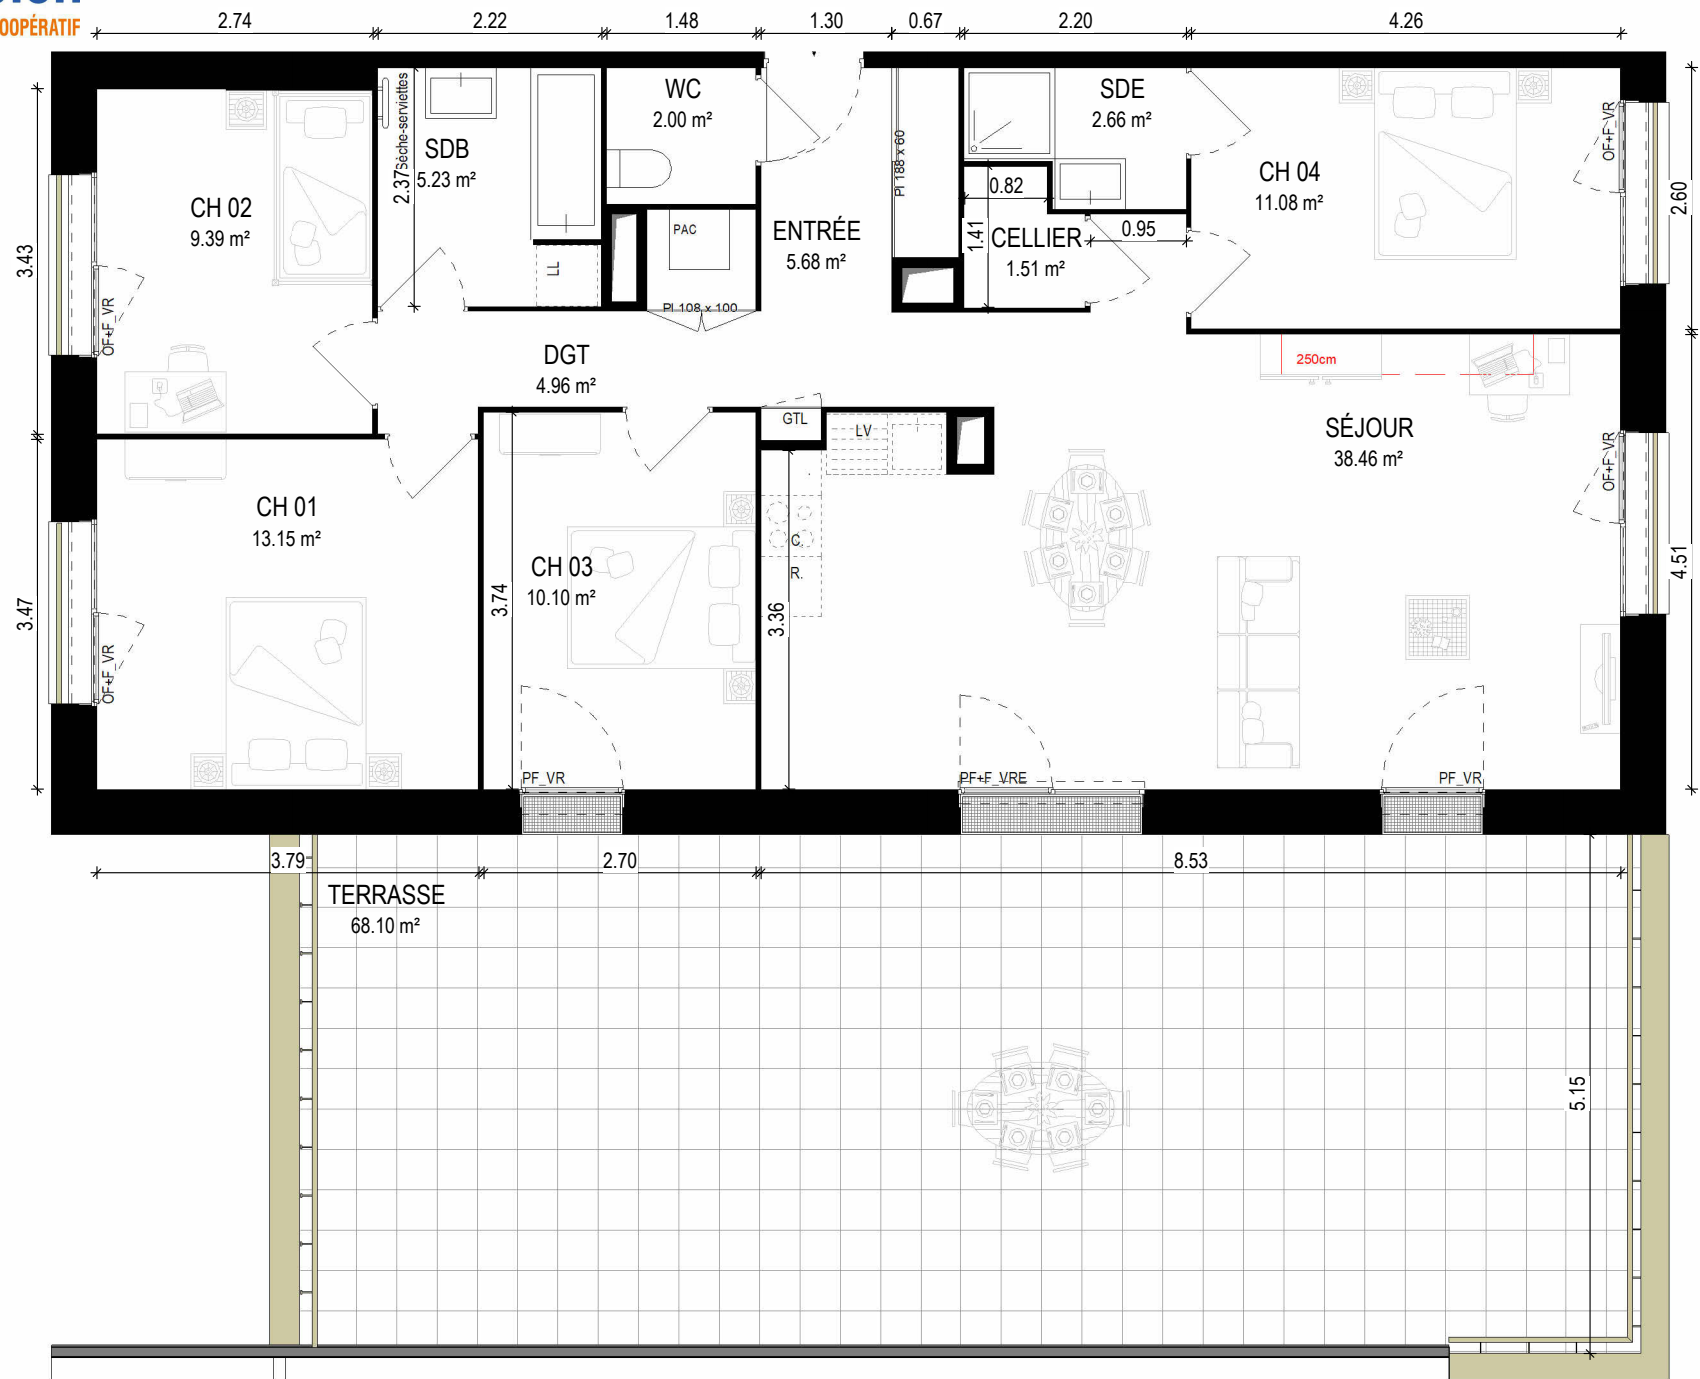 OOPÉRATIF
2.74
2.22
1.48
1.30
0.67
2.20
4.26
CH 02
9.39 m²
Sèche-serviettes
2.37
SDB
5.23 m²
LL
WC
2.00 m²
PAC
PI 108 x 100
ENTRÉE
5.68 m²
PI 188 x 60
SDE
2.66 m²
0.82
1.41
CELLIER
1.51 m²
0.95
CH 04
11.08 m²
OF+F_VR
2.60
3.43
OF+F_VR
DGT
4.96 m²
250cm
GTL
LV
SÉJOUR
38.46 m²
OF+F_VR
4.51
CH 01
13.15 m²
3.47
OF+F_VR
3.74
CH 03
10.10 m²
C.
R.
3.36
PF_VR
PF+F_VRE
PF_VR
3.79
2.70
8.53
TERRASSE
68.10 m²
5.15